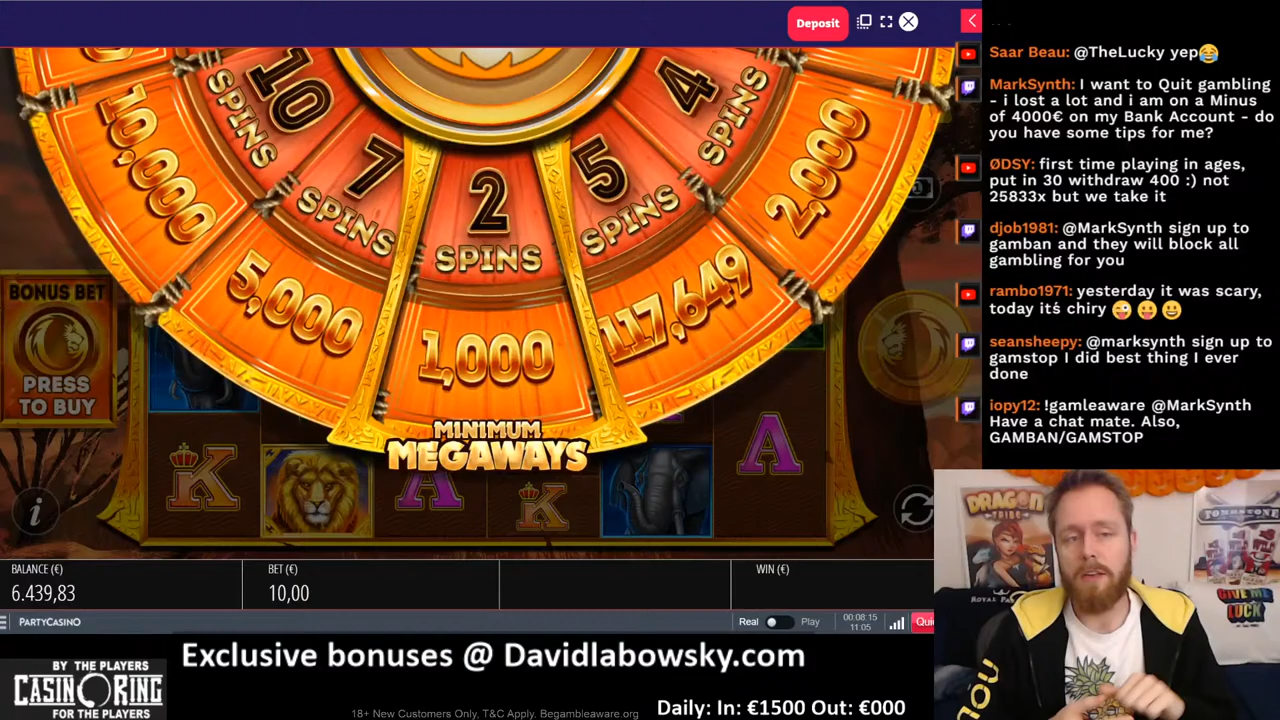 Deposit
10
SPINS
4
SPINS
10,000
7
SPINS
2
SPINS
5
SPINS
2,000
5,000
1,000
117,649
MINIMUM
MEGAWAYS
BONUS BET
PRESS
TO BUY
K
A
K
A
i
BALANCE (€)
6.439,83
BET (€)
10,00
WIN (€)
PARTYCASINO
Real
Play
00:08:15
11:05
Qui
Saar Beau: @TheLucky yep😂
MarkSynth: I want to Quit gambling
- i lost a lot and i am on a Minus
of 4000€ on my Bank Account - do
you have some tips for me?
ØDSY: first time playing in ages,
put in 30 withdraw 400 :) not
25833x but we take it
djob1981: @MarkSynth sign up to
gamban and they will block all
gambling for you
rambo1971: yesterday it was scary,
today itś chiry 😜😛😀
seansheepy: @marksynth sign up to
gamstop I did best thing I ever
done
iopy12: !gamleaware @MarkSynth
Have a chat mate. Also,
GAMBAN/GAMSTOP
DRAGON
TRIBE
TOMBSTONE
GIVE ME
LUCK
BY THE PLAYERS
CASINO RING
FOR THE PLAYERS
Exclusive bonuses @ Davidlabowsky.com
18+ New Customers Only, T&C Apply. Begambleaware.org
Daily: In: €1500 Out: €000